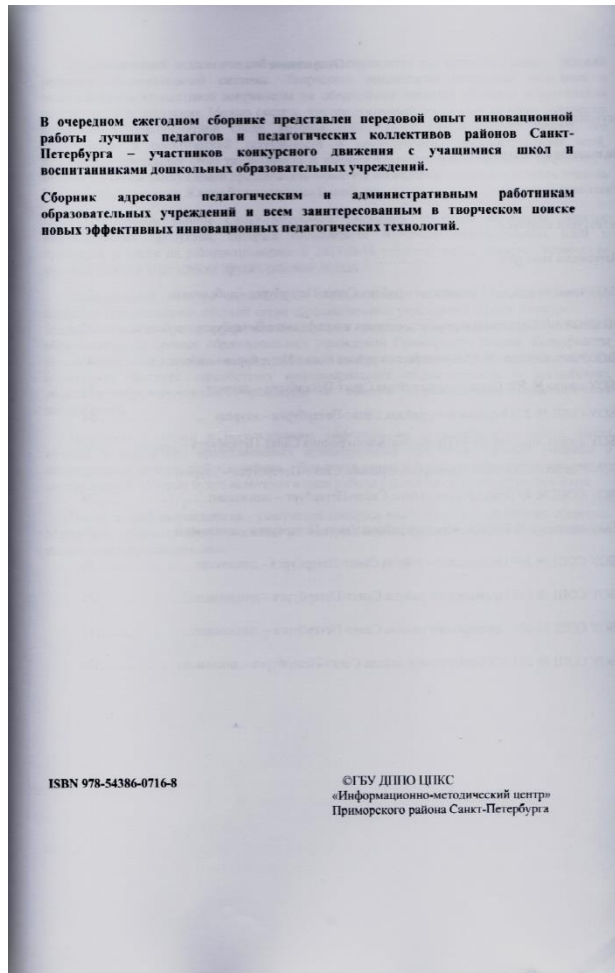 В очередном ежегодном сборнике представлен передовой опыт инновационной
работы лучших педагогов и педагогических коллективов районов Санкт-
Петербурга – участников конкурсного движения с учащимися школ и
воспитанниками дошкольных образовательных учреждений.
Сборник адресован педагогическим и административным работникам
образовательных учреждений и всем заинтересованным в творческом поиске
новых эффективных инновационных педагогических технологий.
ISBN 978-54386-0716-8
©ГБУ ДППО ЦПКС
«Информационно-методический центр»
Приморского района Санкт-Петербурга